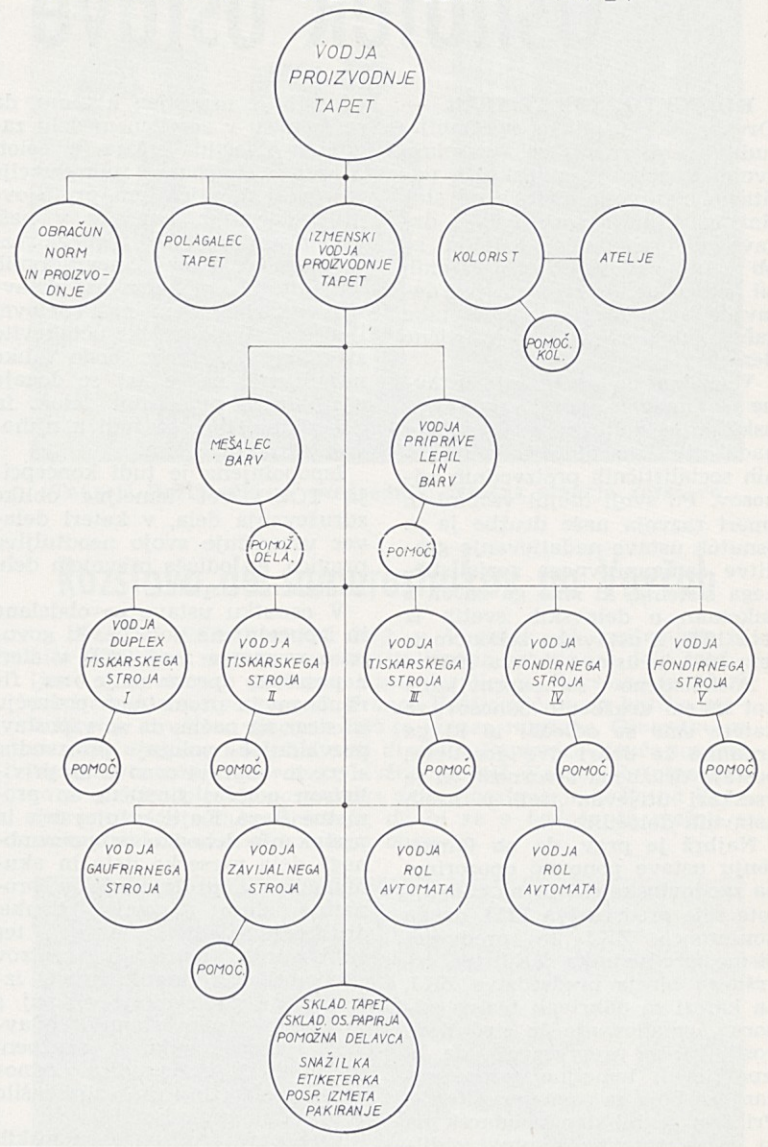 VODJA
PROIZVODNJE
TAPET
OBRAČUN
NORM
IN PROIZVO-
DNJE
POLAGALEC
TAPET
IZMENSKI
VODJA
PROIZVODNJE
TAPET
KOLORIST
ATELJE
POMOČ.
KOL.
MEŠALEC
BARV
VODJA
PRIPRAVE
LEPIL
IN
BARV
POMOŽ.
DELA.
POMOČ.
VODJA
DUPLEX
TISKARSKEGA
STROJA
I
VODJA
TISKARSKEGA
STROJA
II
VODJA
TISKARSKEGA
STROJA
III
VODJA
FONDIRNEGA
STROJA
IV
VODJA
FONDIRNEGA
STROJA
V
POMOČ.
POMOČ.
POMOČ.
POMOČ.
POMOČ.
VODJA
GAUFRIRNEGA
STROJA
VODJA
ZAVIJALNEGA
STROJA
VODJA
ROL
AVTOMATA
VODJA
ROL
AVTOMATA
POMOČ.
SKLAD. TAPET
SKLAD. OS. PAPIRJA
POMOŽNA DELAVCA
SNAŽILKA
ETIKETERKA
POSP. IZMETA
PAKIRANJE